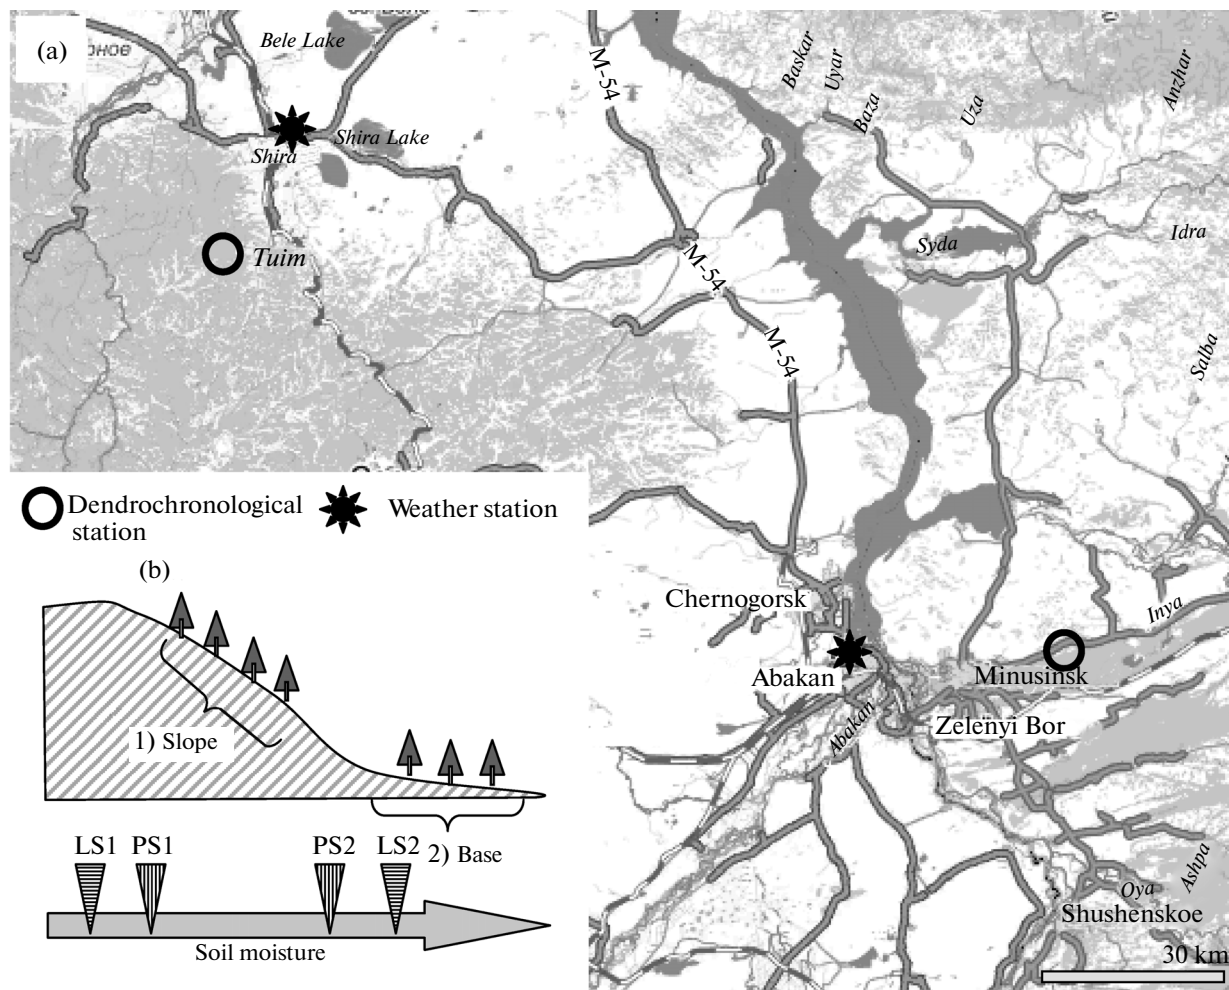 (a)
Bele Lake
M-54
Baskar
Uyar
Baza
Uza
Anzhar
Shira Lake
Shira
Tuim
Syda
Idra
M-54
M-54
Salba
Dendrochronological
station
Weather station
(b)
1) Slope
2) Base
LS1 PS1 PS2 LS2
Soil moisture
Chernogorsk
Inya
Abakan
Minusinsk
Abakan
Zelenyi Bor
Ashpa
Oya
Shushenskoe
30 km